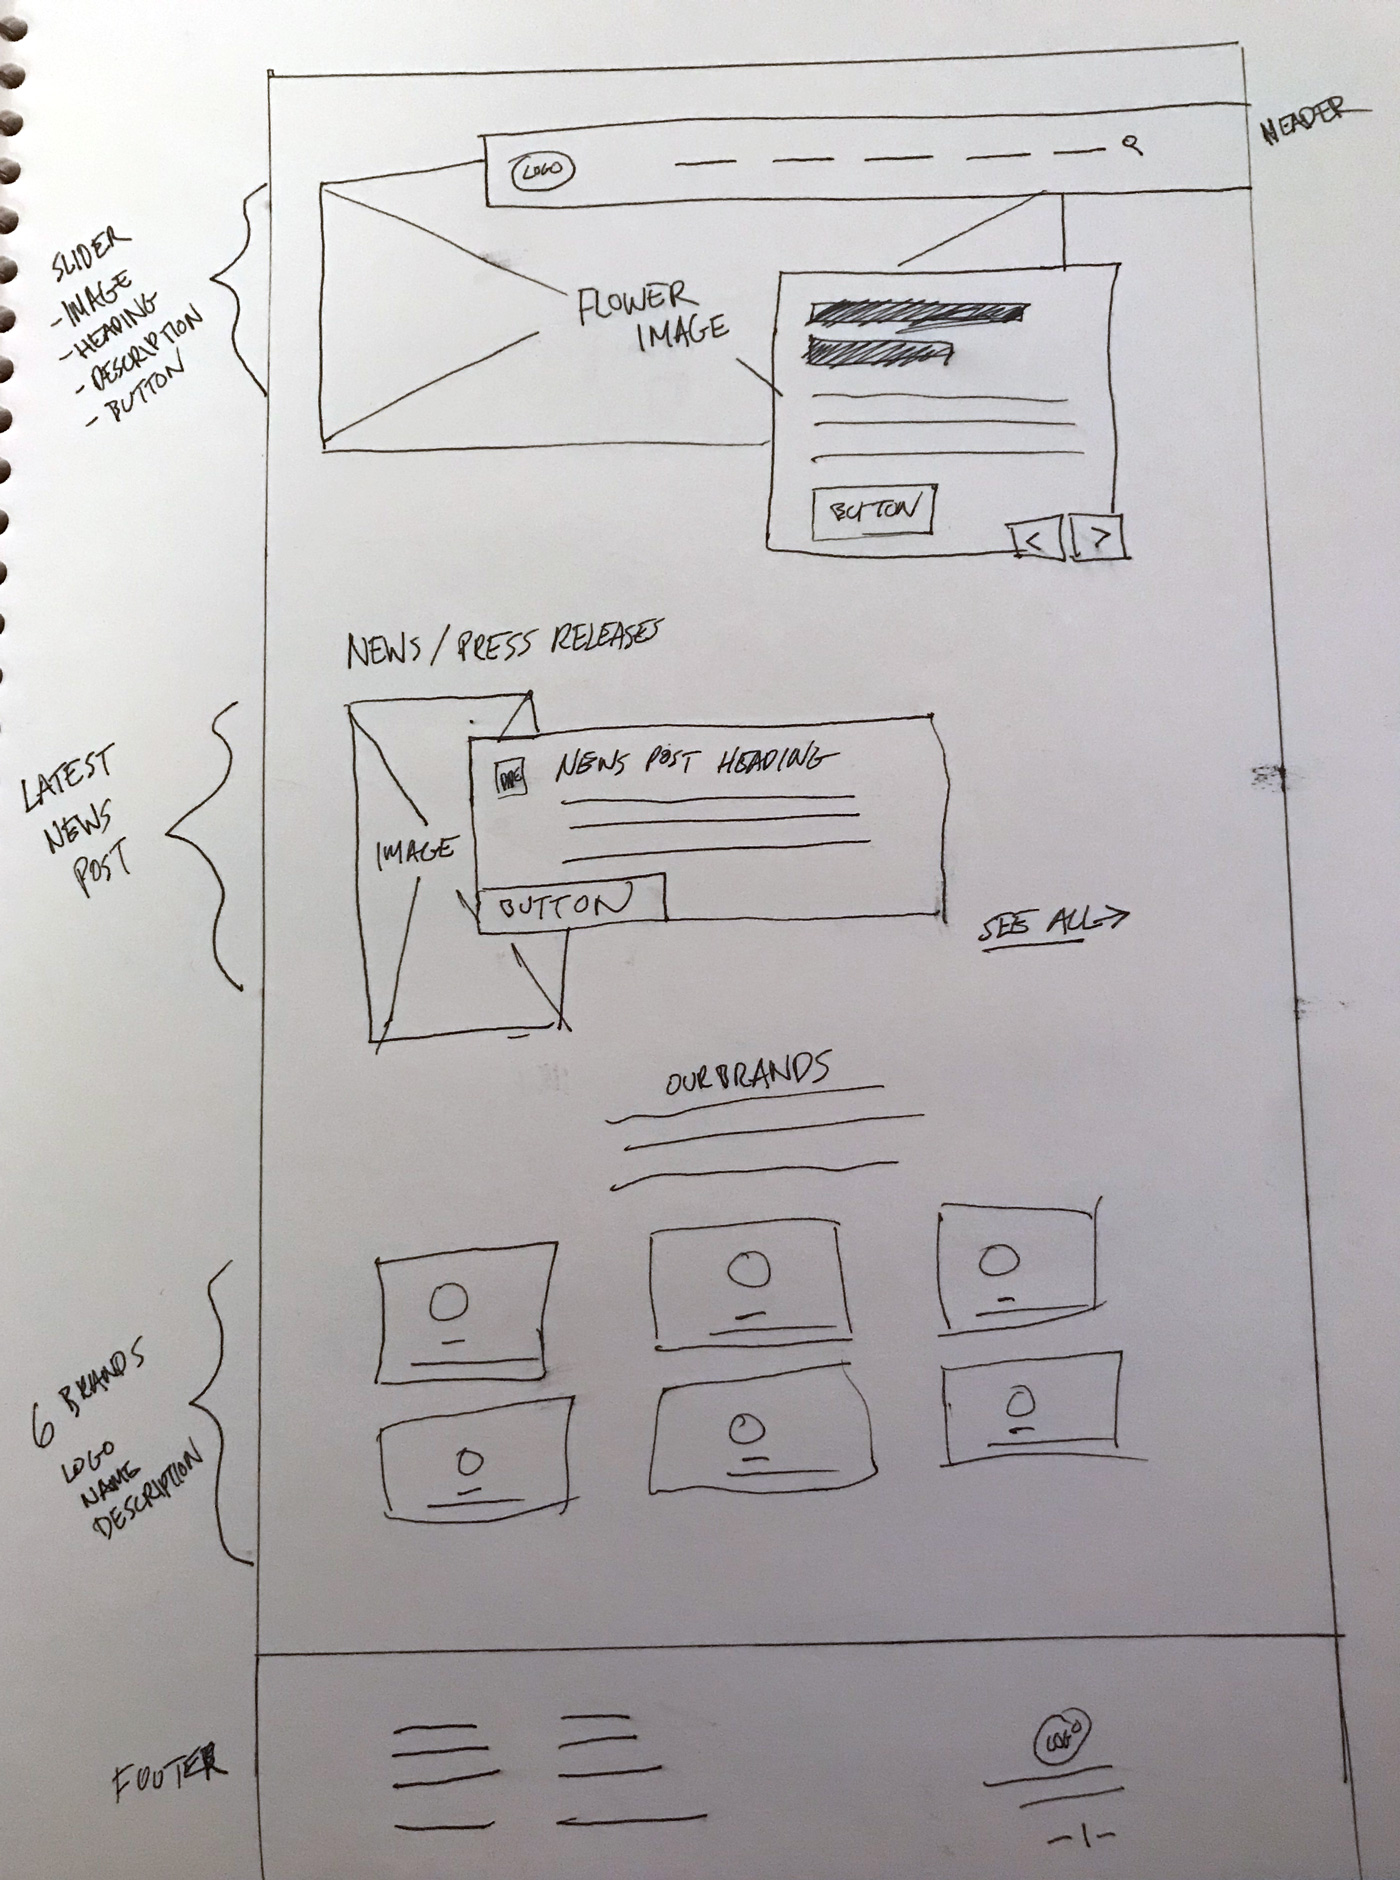 HEADER
LOGO
SLIDER
- IMAGE
- HEADING
- DESCRIPTION
- BUTTON
FLOWER
IMAGE
BUTTON
< >
NEWS / PRESS RELEASES
LATEST
NEWS
POST
NEWS POST HEADING
IMAGE
BUTTON
SEE ALL →
OUR BRANDS
6 BRANDS
LOGO
NAME
DESCRIPTION
FOOTER
LOGO